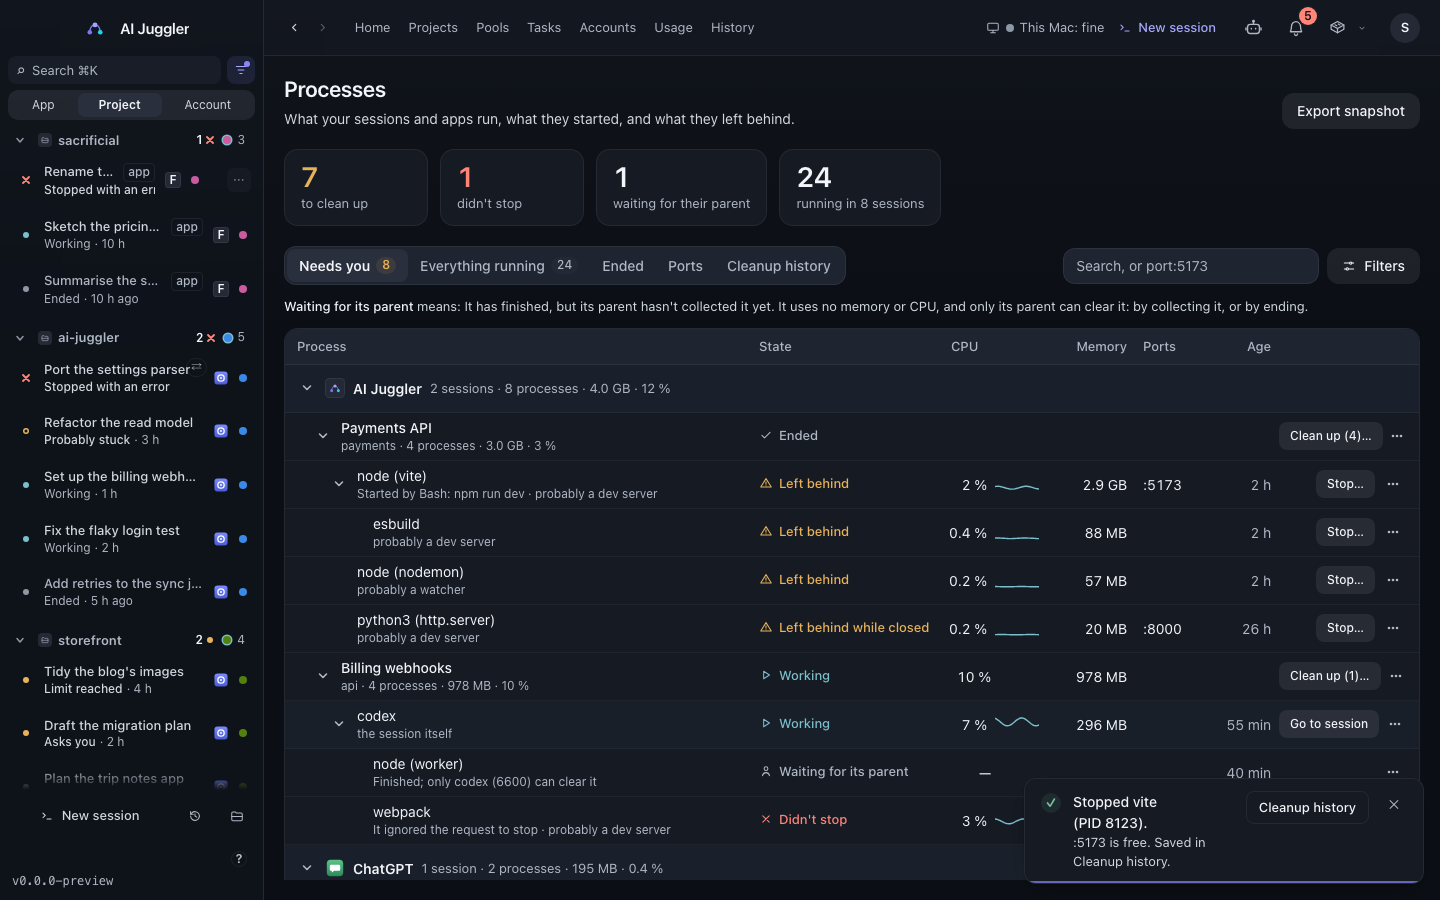 AI Juggler
Search ⌘K
App Project Account
sacrificial 1 3
Rename t... app
Stopped with an err F
Sketch the pricin... app
Working · 10 h F
Summarise the s... app
Ended · 10 h ago F
ai-juggler 2 5
Port the settings parser
Stopped with an error
Refactor the read model
Probably stuck · 3 h
Set up the billing webh...
Working · 1 h
Fix the flaky login test
Working · 2 h
Add retries to the sync j...
Ended · 5 h ago
storefront 2 4
Tidy the blog's images
Limit reached · 4 h
Draft the migration plan
Asks you · 2 h
Plan the trip notes app
New session
?
v0.0.0-preview
Home Projects Pools Tasks Accounts Usage History
This Mac: fine New session 5 S
Processes
What your sessions and apps run, what they started, and what they left behind.
Export snapshot
7 to clean up
1 didn't stop
1 waiting for their parent
24 running in 8 sessions
Needs you 8 Everything running 24 Ended Ports Cleanup history
Search, or port:5173 Filters
Waiting for its parent means: It has finished, but its parent hasn't collected it yet. It uses no memory or CPU, and only its parent can clear it: by collecting it, or by ending.
Process State CPU Memory Ports Age
AI Juggler 2 sessions · 8 processes · 4.0 GB · 12 %
Payments API Ended Clean up (4)...
payments · 4 processes · 3.0 GB · 3 %
node (vite) Left behind 2 % 2.9 GB :5173 2 h Stop...
Started by Bash: npm run dev · probably a dev server
esbuild Left behind 0.4 % 88 MB 2 h Stop...
probably a dev server
node (nodemon) Left behind 0.2 % 57 MB 2 h Stop...
probably a watcher
python3 (http.server) Left behind while closed 0.2 % 20 MB :8000 26 h Stop...
probably a dev server
Billing webhooks Working 10 % 978 MB Clean up (1)...
api · 4 processes · 978 MB · 10 %
codex Working 7 % 296 MB 55 min Go to session
the session itself
node (worker) Waiting for its parent — 40 min
Finished; only codex (6600) can clear it
webpack Didn't stop 3 %
It ignored the request to stop · probably a dev server
ChatGPT 1 session · 2 processes · 195 MB · 0.4 %
Stopped vite
(PID 8123).
:5173 is free. Saved in
Cleanup history.
Cleanup history